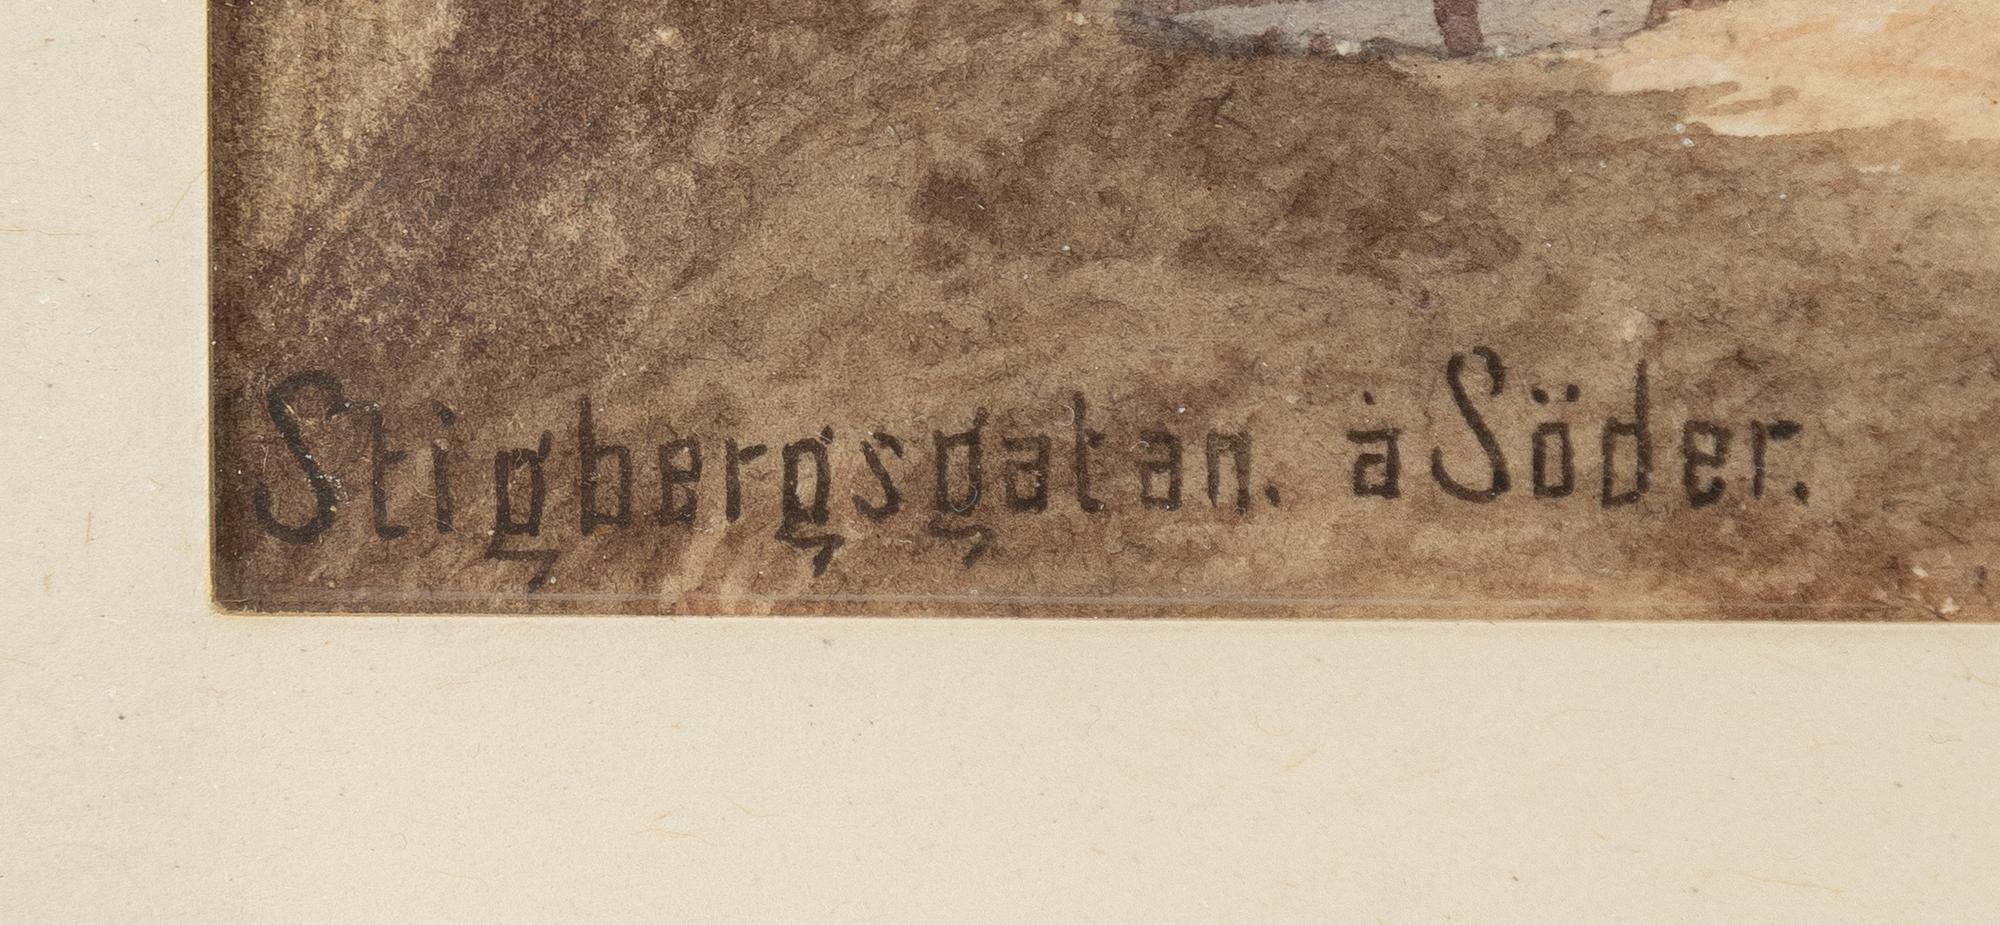 Stigbergsgatan. å Söder.